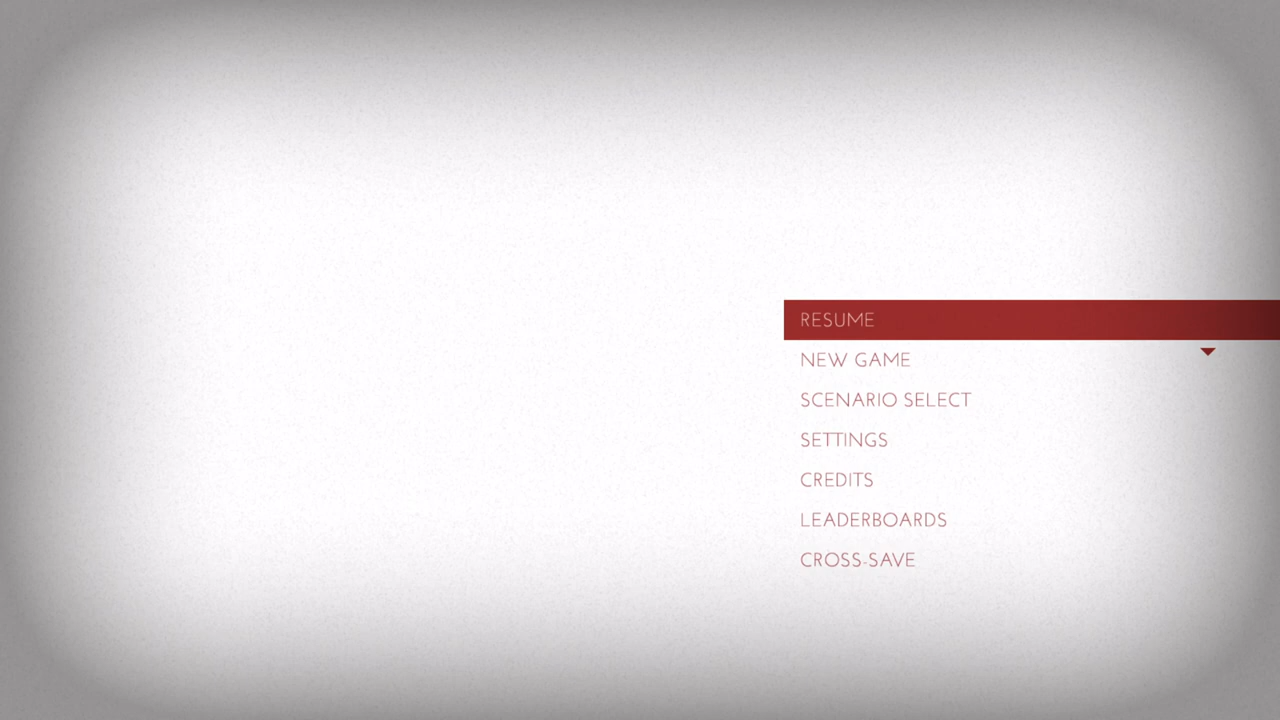 RESUME
NEW GAME
SCENARIO SELECT
SETTINGS
CREDITS
LEADERBOARDS
CROSS-SAVE